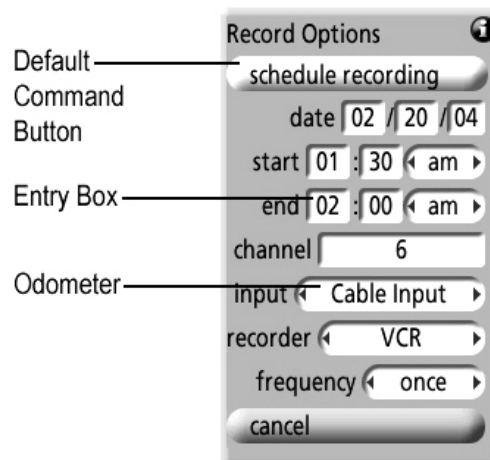 Record Options i
Default
Command
Button
schedule recording
date 02 / 20 / 04
start 01 : 30 am
Entry Box
end 02 : 00 am
channel 6
Odometer
input Cable Input
recorder VCR
frequency once
cancel